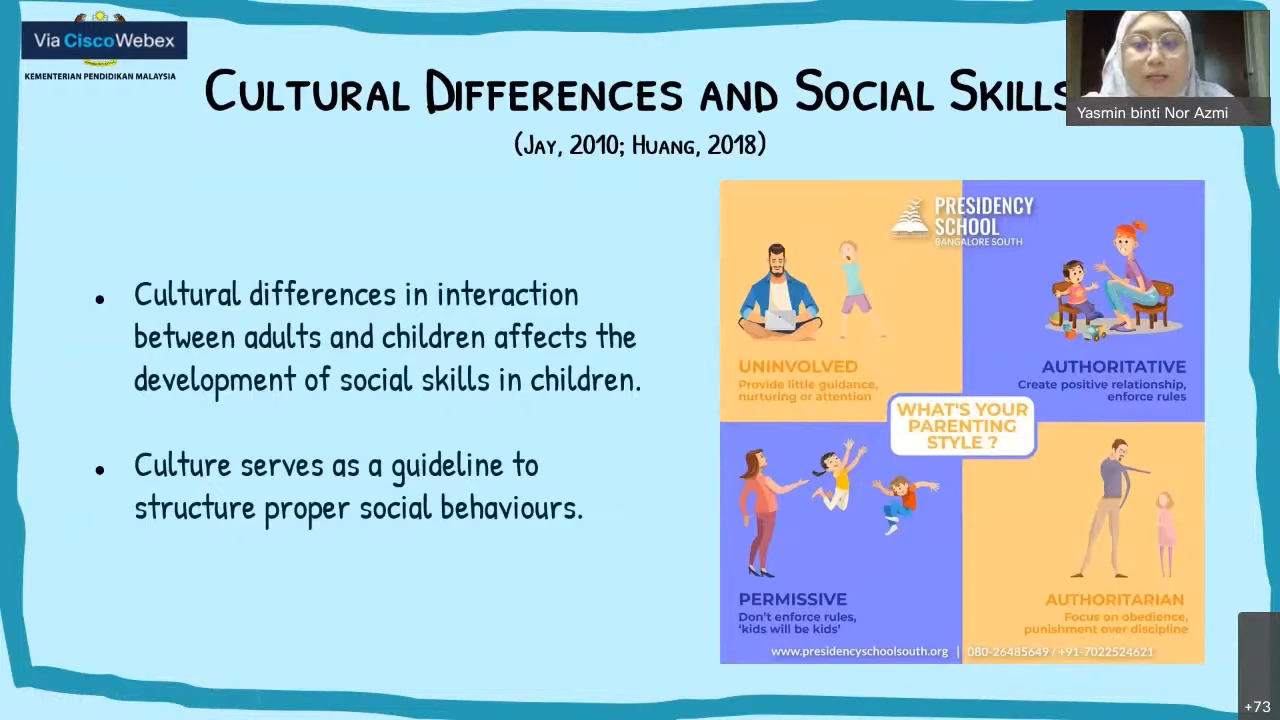 Via CiscoWebex
KEMENTERIAN PENDIDIKAN MALAYSIA
CULTURAL DIFFERENCES AND SOCIAL SKILLS
(JAY, 2010; HUANG, 2018)
Yasmin binti Nor Azmi
• Cultural differences in interaction
between adults and children affects the
development of social skills in children.
• Culture serves as a guideline to
structure proper social behaviours.
PRESIDENCY
SCHOOL
BANGALORE SOUTH
UNINVOLVED
Provide little guidance,
nurturing or attention
AUTHORITATIVE
Create positive relationship,
enforce rules
WHAT'S YOUR
PARENTING
STYLE ?
PERMISSIVE
Don't enforce rules,
'kids will be kids'
AUTHORITARIAN
Focus on obedience,
punishment over discipline
www.presidencyschoolsouth.org | 080-26485649 / +91-7022524621
+73